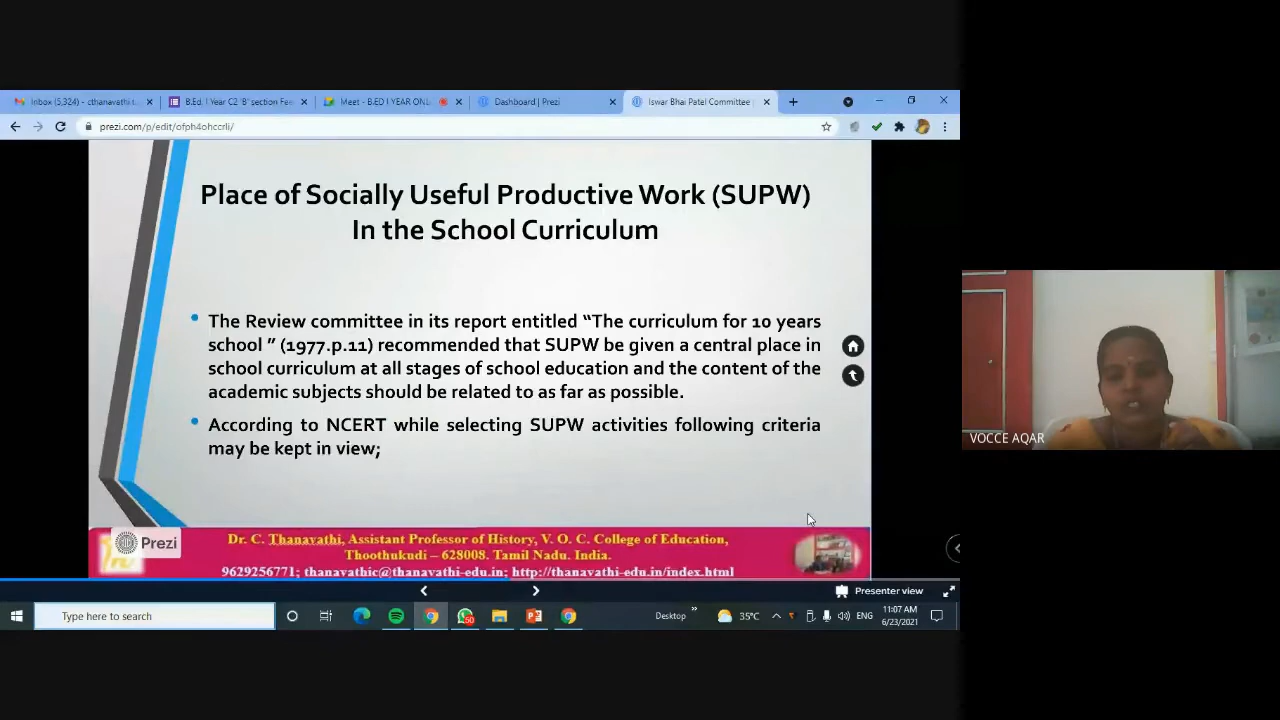 Inbox (5,324) - cthanavathi t
B.Ed. I Year C2 'B' section Fee
Meet - B.ED I YEAR ONL
Dashboard | Prezi
Iswar Bhai Patel Committee
prezi.com/p/edit/ofph4ohccrli/
Place of Socially Useful Productive Work (SUPW)
In the School Curriculum
• The Review committee in its report entitled “The curriculum for 10 years
school ” (1977.p.11) recommended that SUPW be given a central place in
school curriculum at all stages of school education and the content of the
academic subjects should be related to as far as possible.
• According to NCERT while selecting SUPW activities following criteria
may be kept in view;
VOCCE AQAR
Prezi
Dr. C. Thanavathi, Assistant Professor of History, V. O. C. College of Education,
Thoothukudi – 628008. Tamil Nadu. India.
9629256771; thanavathic@thanavathi-edu.in; http://thanavathi-edu.in/index.html
Presenter view
Type here to search
50
Desktop
35°C
ENG
11:07 AM
6/23/2021